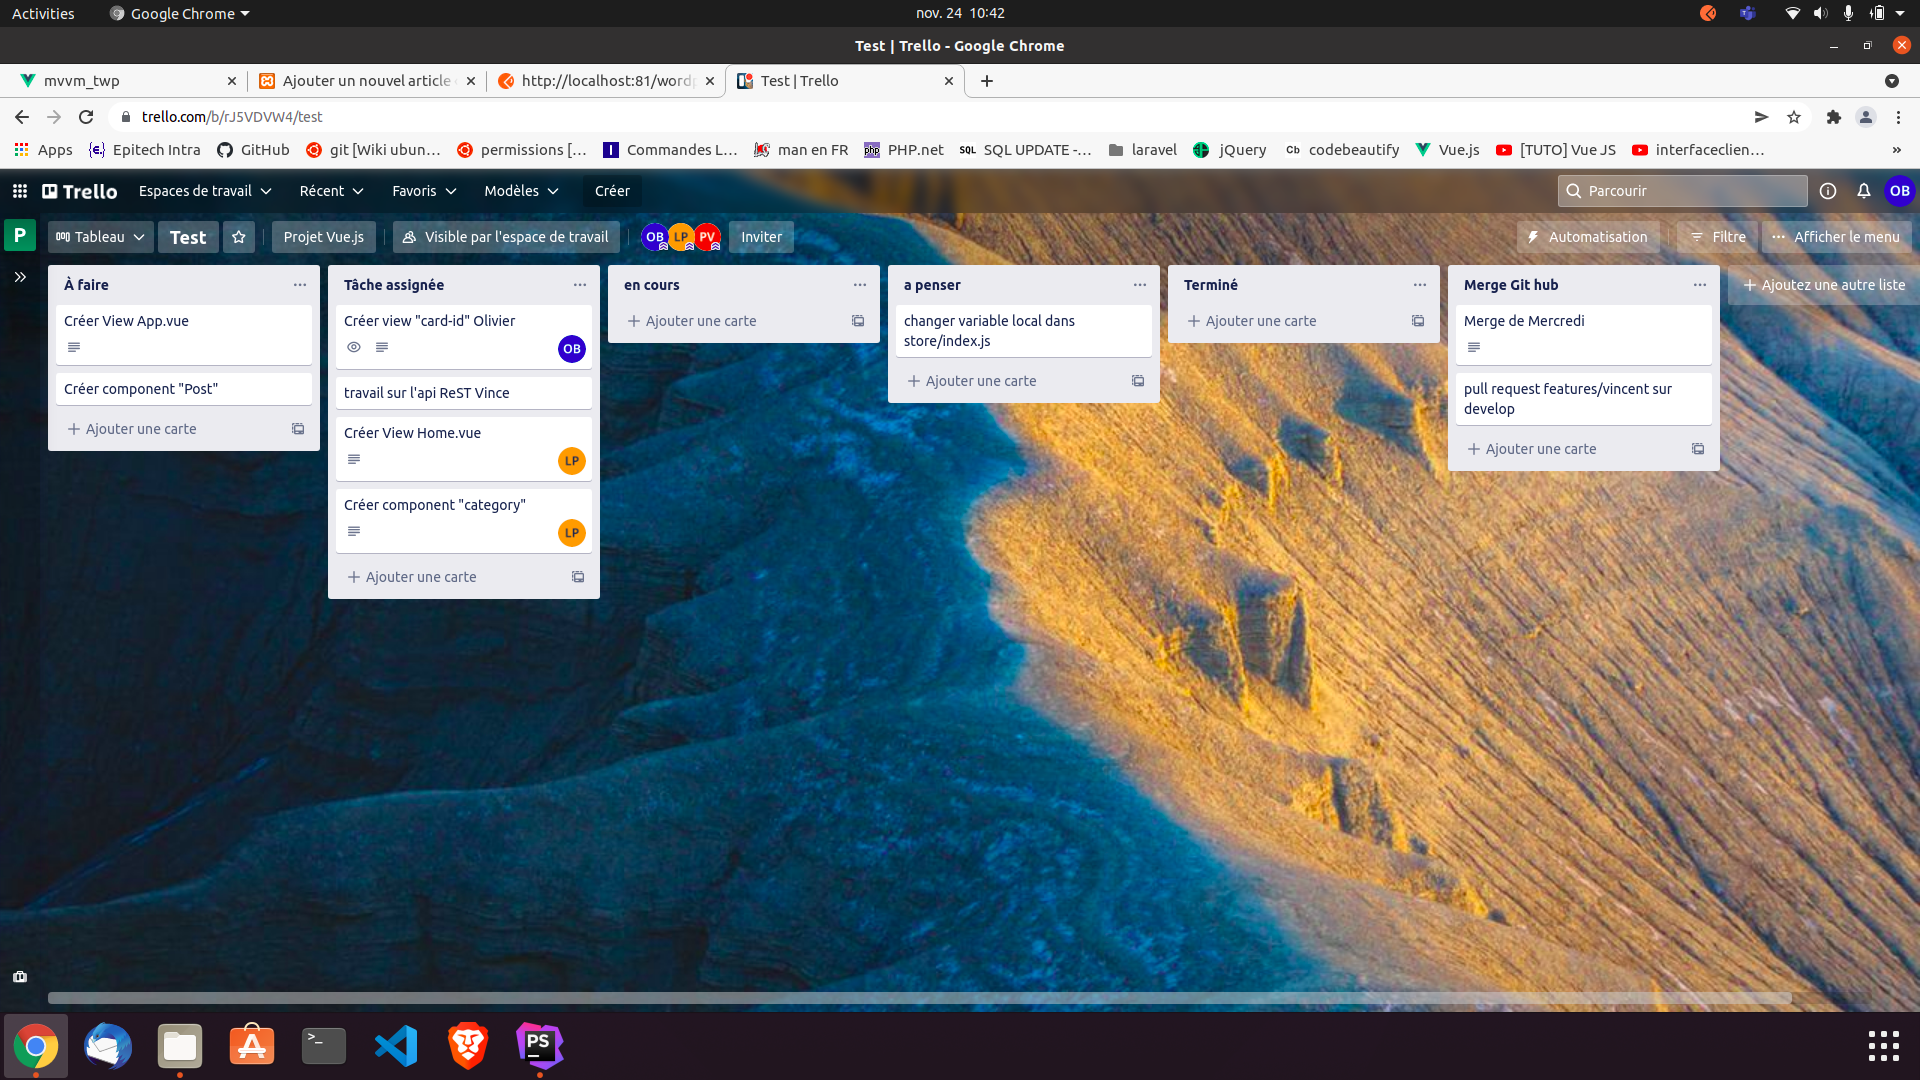 Activities
Google Chrome
nov. 24 10:42
Test | Trello - Google Chrome
mvvm_twp
Ajouter un nouvel article
http://localhost:81/wordp
Test | Trello
trello.com/b/rJ5VDVW4/test
Apps
Epitech Intra
GitHub
git [Wiki ubun…
permissions […
Commandes L…
man en FR
PHP.net
SQL UPDATE -…
laravel
jQuery
codebeautify
Vue.js
[TUTO] Vue JS
interfaceclien…
»
Trello
Espaces de travail
Récent
Favoris
Modèles
Créer
Parcourir
OB
P
Tableau
Test
Projet Vue.js
Visible par l'espace de travail
OB
LP
PV
Inviter
Automatisation
Filtre
Afficher le menu
À faire
Créer View App.vue
Créer component "Post"
+ Ajouter une carte
Tâche assignée
Créer view "card-id" Olivier
OB
travail sur l'api ReST Vince
Créer View Home.vue
LP
Créer component "category"
LP
+ Ajouter une carte
en cours
+ Ajouter une carte
a penser
changer variable local dans
store/index.js
+ Ajouter une carte
Terminé
+ Ajouter une carte
Merge Git hub
Merge de Mercredi
pull request features/vincent sur
develop
+ Ajouter une carte
+ Ajoutez une autre liste
>_
PS